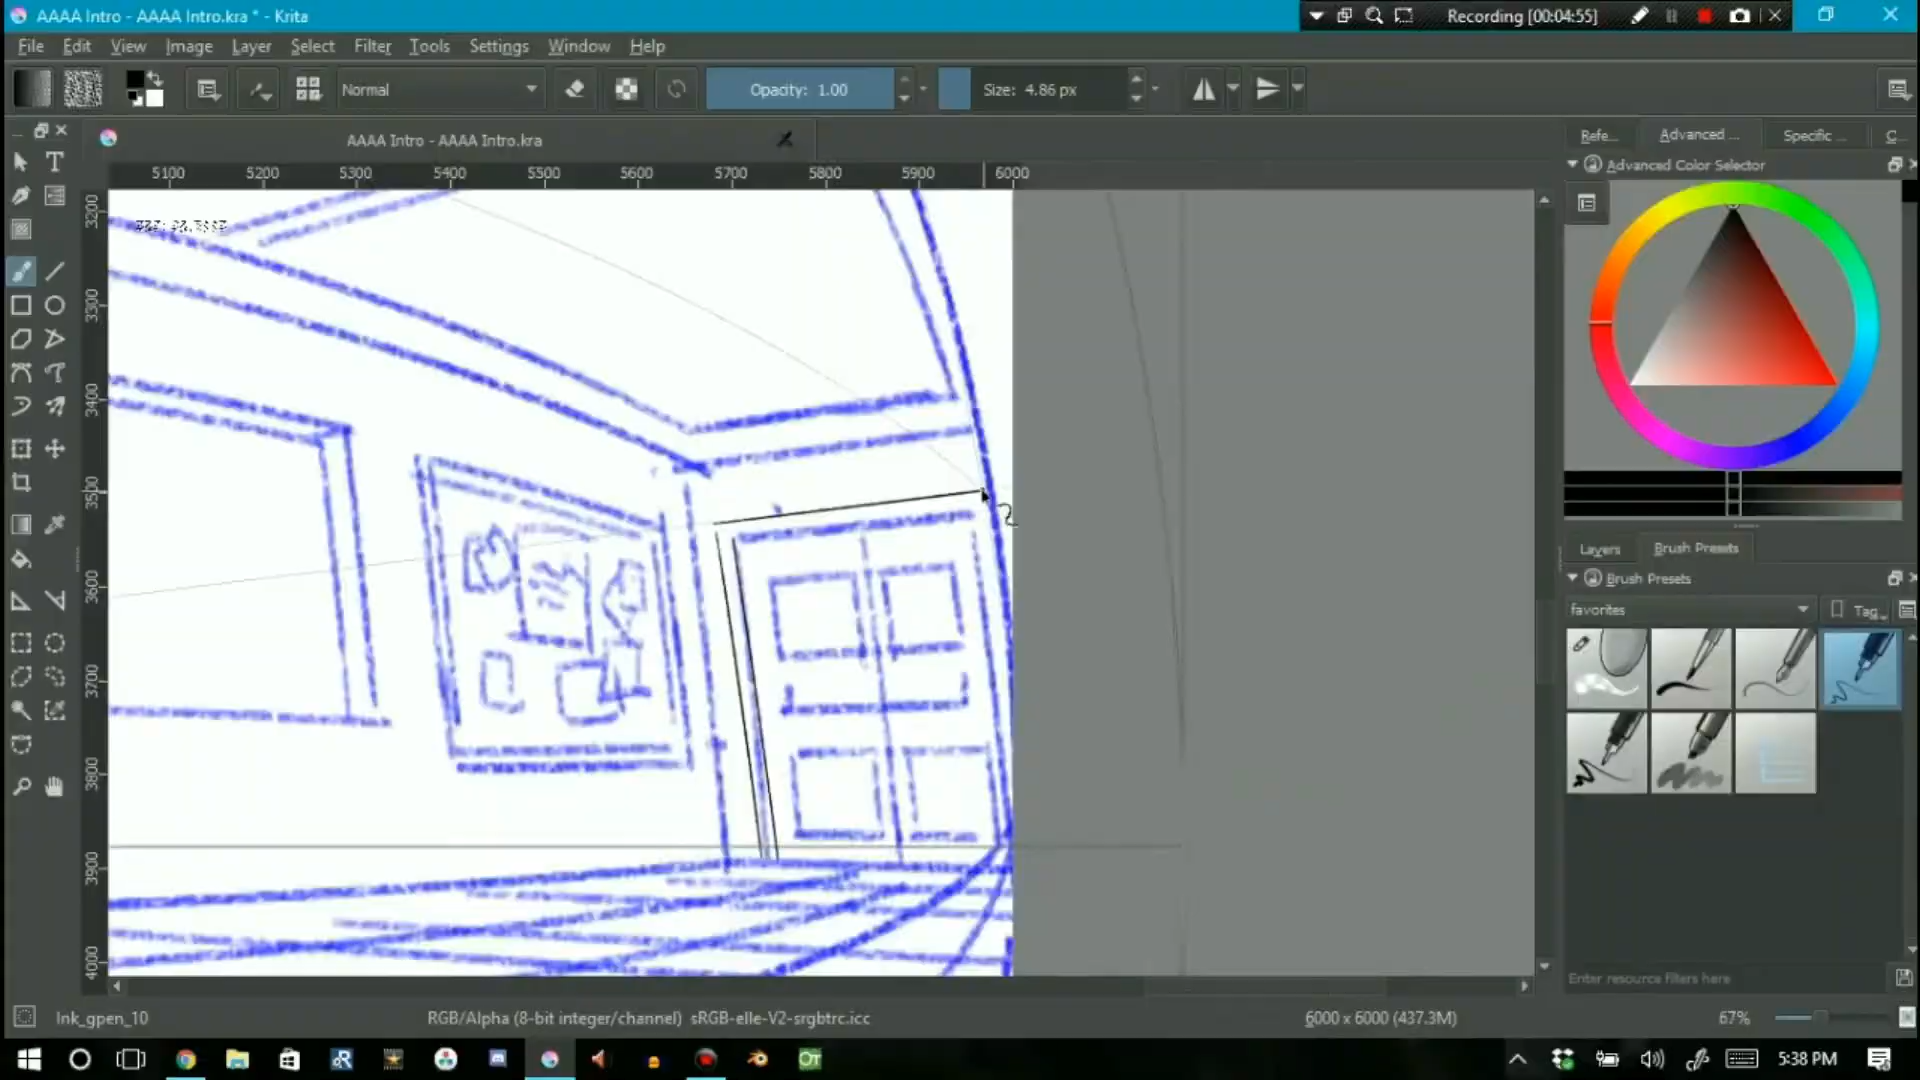 AAAA Intro - AAAA Intro.kra * - Krita
Recording [00:04:55]
File Edit View Image Layer Select Filter Tools Settings Window Help
Normal
Opacity: 1.00
Size: 4.86 px
AAAA Intro - AAAA Intro.kra
Refe... Advanced ... Specific ... C...
Advanced Color Selector
5100 5200 5300 5400 5500 5600 5700 5800 5900 6000
3200
3300
3400
3500
3600
3700
3800
3900
4000
Layers Brush Presets
Brush Presets
favorites
Tag
Enter resource filters here
Ink_gpen_10
RGB/Alpha (8-bit integer/channel) sRGB-elle-V2-srgbtrc.icc
6000 x 6000 (437.3M)
67%
5:38 PM